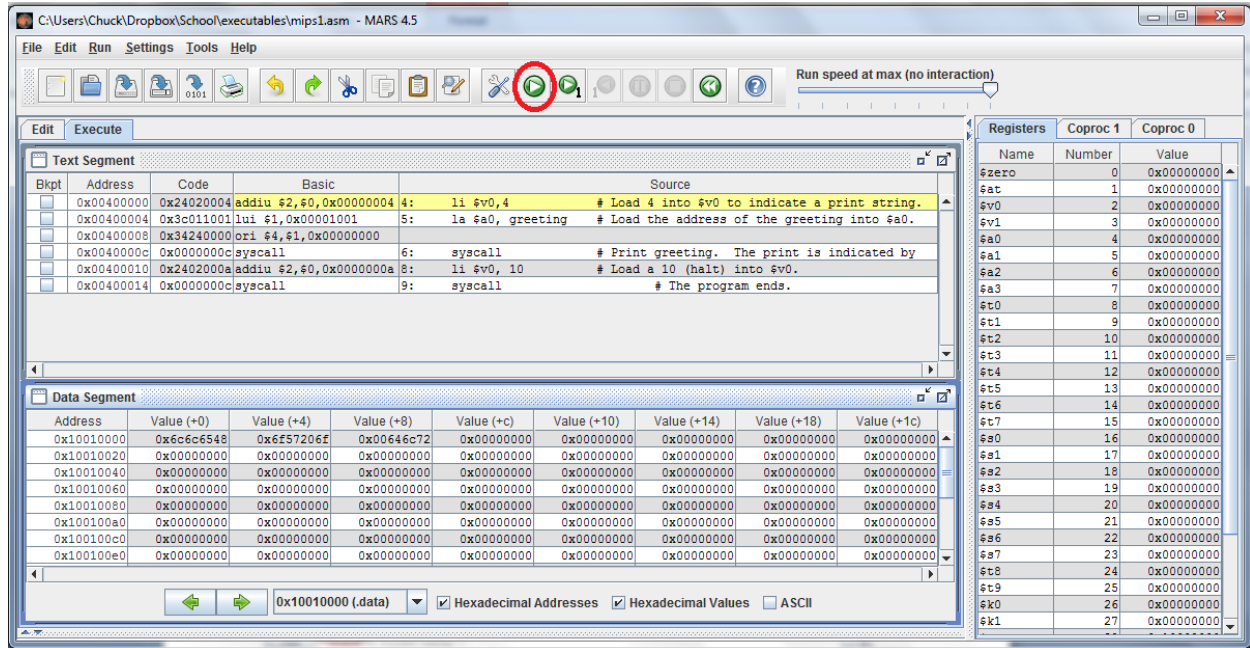 C:\Users\Chuck\Dropbox\School\executables\mips1.asm - MARS 4.5
File Edit Run Settings Tools Help
Run speed at max (no interaction)
Edit Execute
Text Segment
Bkpt Address Code Basic Source
0x00400000 0x24020004 addiu $2,$0,0x00000004 4: li $v0,4 # Load 4 into $v0 to indicate a print string.
0x00400004 0x3c011001 lui $1,0x00001001 5: la $a0, greeting # Load the address of the greeting into $a0.
0x00400008 0x34240000 ori $4,$1,0x00000000
0x0040000c 0x0000000c syscall 6: syscall # Print greeting. The print is indicated by
0x00400010 0x2402000a addiu $2,$0,0x0000000a 8: li $v0, 10 # Load a 10 (halt) into $v0.
0x00400014 0x0000000c syscall 9: syscall # The program ends.
Data Segment
Address Value (+0) Value (+4) Value (+8) Value (+c) Value (+10) Value (+14) Value (+18) Value (+1c)
0x10010000 0x6c6c6548 0x6f57206f 0x00646c72 0x00000000 0x00000000 0x00000000 0x00000000 0x00000000
0x10010020 0x00000000 0x00000000 0x00000000 0x00000000 0x00000000 0x00000000 0x00000000 0x00000000
0x10010040 0x00000000 0x00000000 0x00000000 0x00000000 0x00000000 0x00000000 0x00000000 0x00000000
0x10010060 0x00000000 0x00000000 0x00000000 0x00000000 0x00000000 0x00000000 0x00000000 0x00000000
0x10010080 0x00000000 0x00000000 0x00000000 0x00000000 0x00000000 0x00000000 0x00000000 0x00000000
0x100100a0 0x00000000 0x00000000 0x00000000 0x00000000 0x00000000 0x00000000 0x00000000 0x00000000
0x100100c0 0x00000000 0x00000000 0x00000000 0x00000000 0x00000000 0x00000000 0x00000000 0x00000000
0x100100e0 0x00000000 0x00000000 0x00000000 0x00000000 0x00000000 0x00000000 0x00000000 0x00000000
0x10010000 (.data) Hexadecimal Addresses Hexadecimal Values ASCII
Registers Coproc 1 Coproc 0
Name Number Value
$zero 0 0x00000000
$at 1 0x00000000
$v0 2 0x00000000
$v1 3 0x00000000
$a0 4 0x00000000
$a1 5 0x00000000
$a2 6 0x00000000
$a3 7 0x00000000
$t0 8 0x00000000
$t1 9 0x00000000
$t2 10 0x00000000
$t3 11 0x00000000
$t4 12 0x00000000
$t5 13 0x00000000
$t6 14 0x00000000
$t7 15 0x00000000
$s0 16 0x00000000
$s1 17 0x00000000
$s2 18 0x00000000
$s3 19 0x00000000
$s4 20 0x00000000
$s5 21 0x00000000
$s6 22 0x00000000
$s7 23 0x00000000
$t8 24 0x00000000
$t9 25 0x00000000
$k0 26 0x00000000
$k1 27 0x00000000